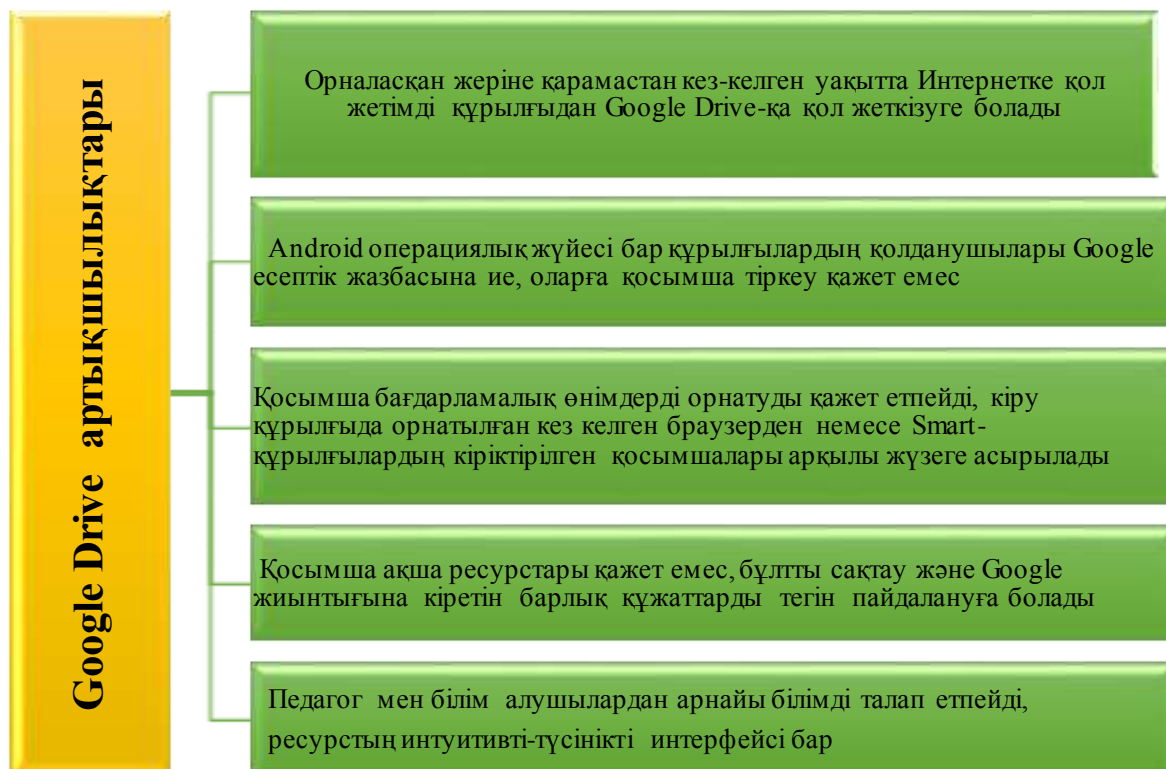 Google Drive артықшылықтары
Орналасқан жеріне қарамастан кез-келген уақытта Интернетке қол
жетімді құрылғыдан Google Drive-қа қол жеткізуге болады
Android операциялық жүйесі бар құрылғылардың қолданушылары Google
есептік жазбасына ие, оларға қосымша тіркеу қажет емес
Қосымша бағдарламалық өнімдерді орнатуды қажет етпейді, кіру
құрылғыда орнатылған кез келген браузерден немесе Smart-
құрылғылардың кіріктірілген қосымшалары арқылы жүзеге асырылады
Қосымша ақша ресурстары қажет емес, бұлтты сақтау және Google
жиынтығына кіретін барлық құжаттарды тегін пайдалануға болады
Педагог мен білім алушылардан арнайы білімді талап етпейді,
ресурстың интуитивті-түсінікті интерфейсі бар